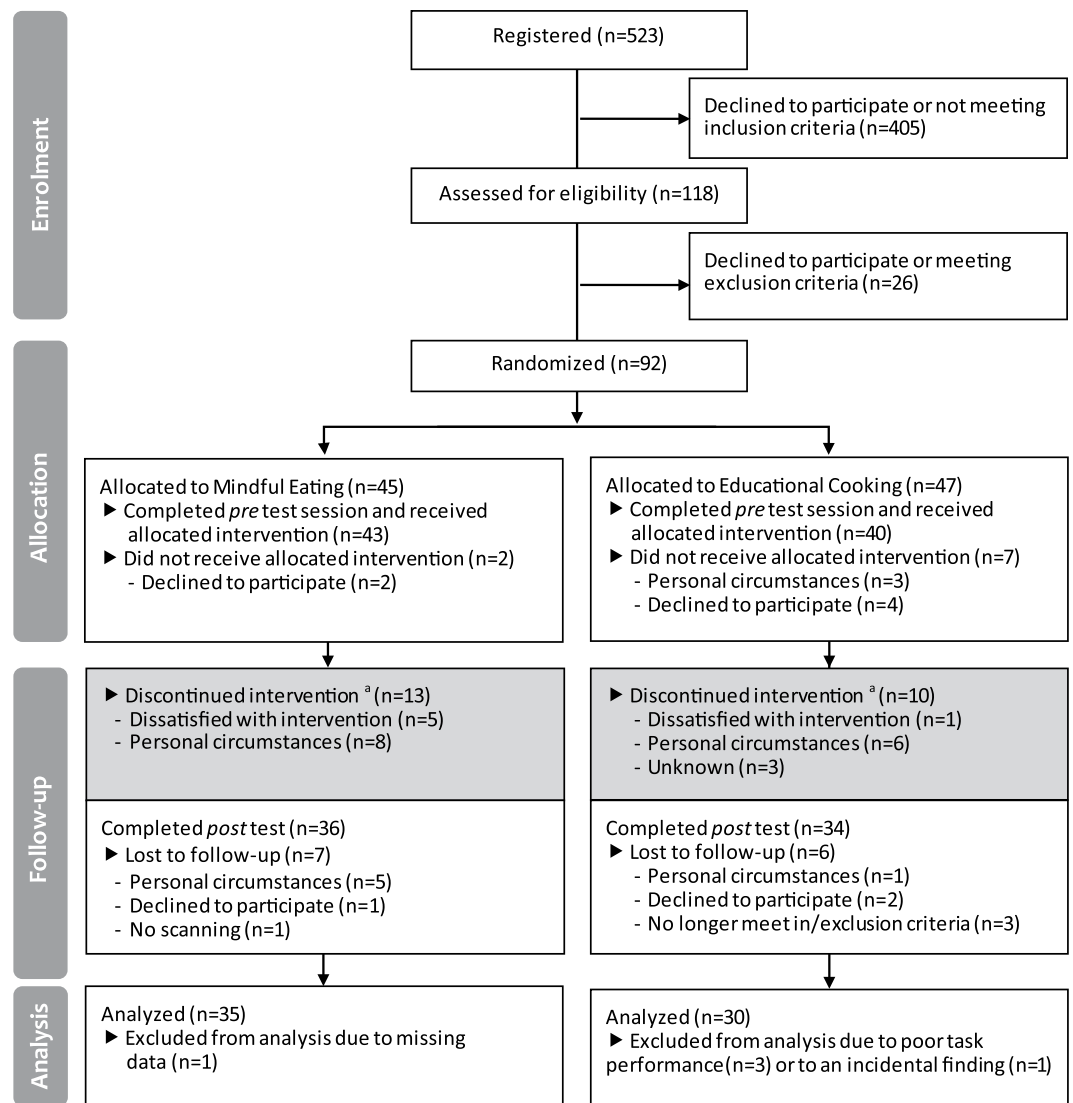 Enrolment
Registered (n=523)
Declined to participate or not meeting
inclusion criteria (n=405)
Assessed for eligibility (n=118)
Declined to participate or meeting
exclusion criteria (n=26)
Randomized (n=92)
Allocation
Allocated to Mindful Eating (n=45)
▶ Completed pre test session and received
allocated intervention (n=43)
▶ Did not receive allocated intervention (n=2)
- Declined to participate (n=2)
Allocated to Educational Cooking (n=47)
▶ Completed pre test session and received
allocated intervention (n=40)
▶ Did not receive allocated intervention (n=7)
- Personal circumstances (n=3)
- Declined to participate (n=4)
Follow-up
▶ Discontinued intervention a (n=13)
- Dissatisfied with intervention (n=5)
- Personal circumstances (n=8)
▶ Discontinued intervention a (n=10)
- Dissatisfied with intervention (n=1)
- Personal circumstances (n=6)
- Unknown (n=3)
Completed post test (n=36)
▶ Lost to follow-up (n=7)
- Personal circumstances (n=5)
- Declined to participate (n=1)
- No scanning (n=1)
Completed post test (n=34)
▶ Lost to follow-up (n=6)
- Personal circumstances (n=1)
- Declined to participate (n=2)
- No longer meet in/exclusion criteria (n=3)
Analysis
Analyzed (n=35)
▶ Excluded from analysis due to missing
data (n=1)
Analyzed (n=30)
▶ Excluded from analysis due to poor task
performance (n=3) or to an incidental finding (n=1)